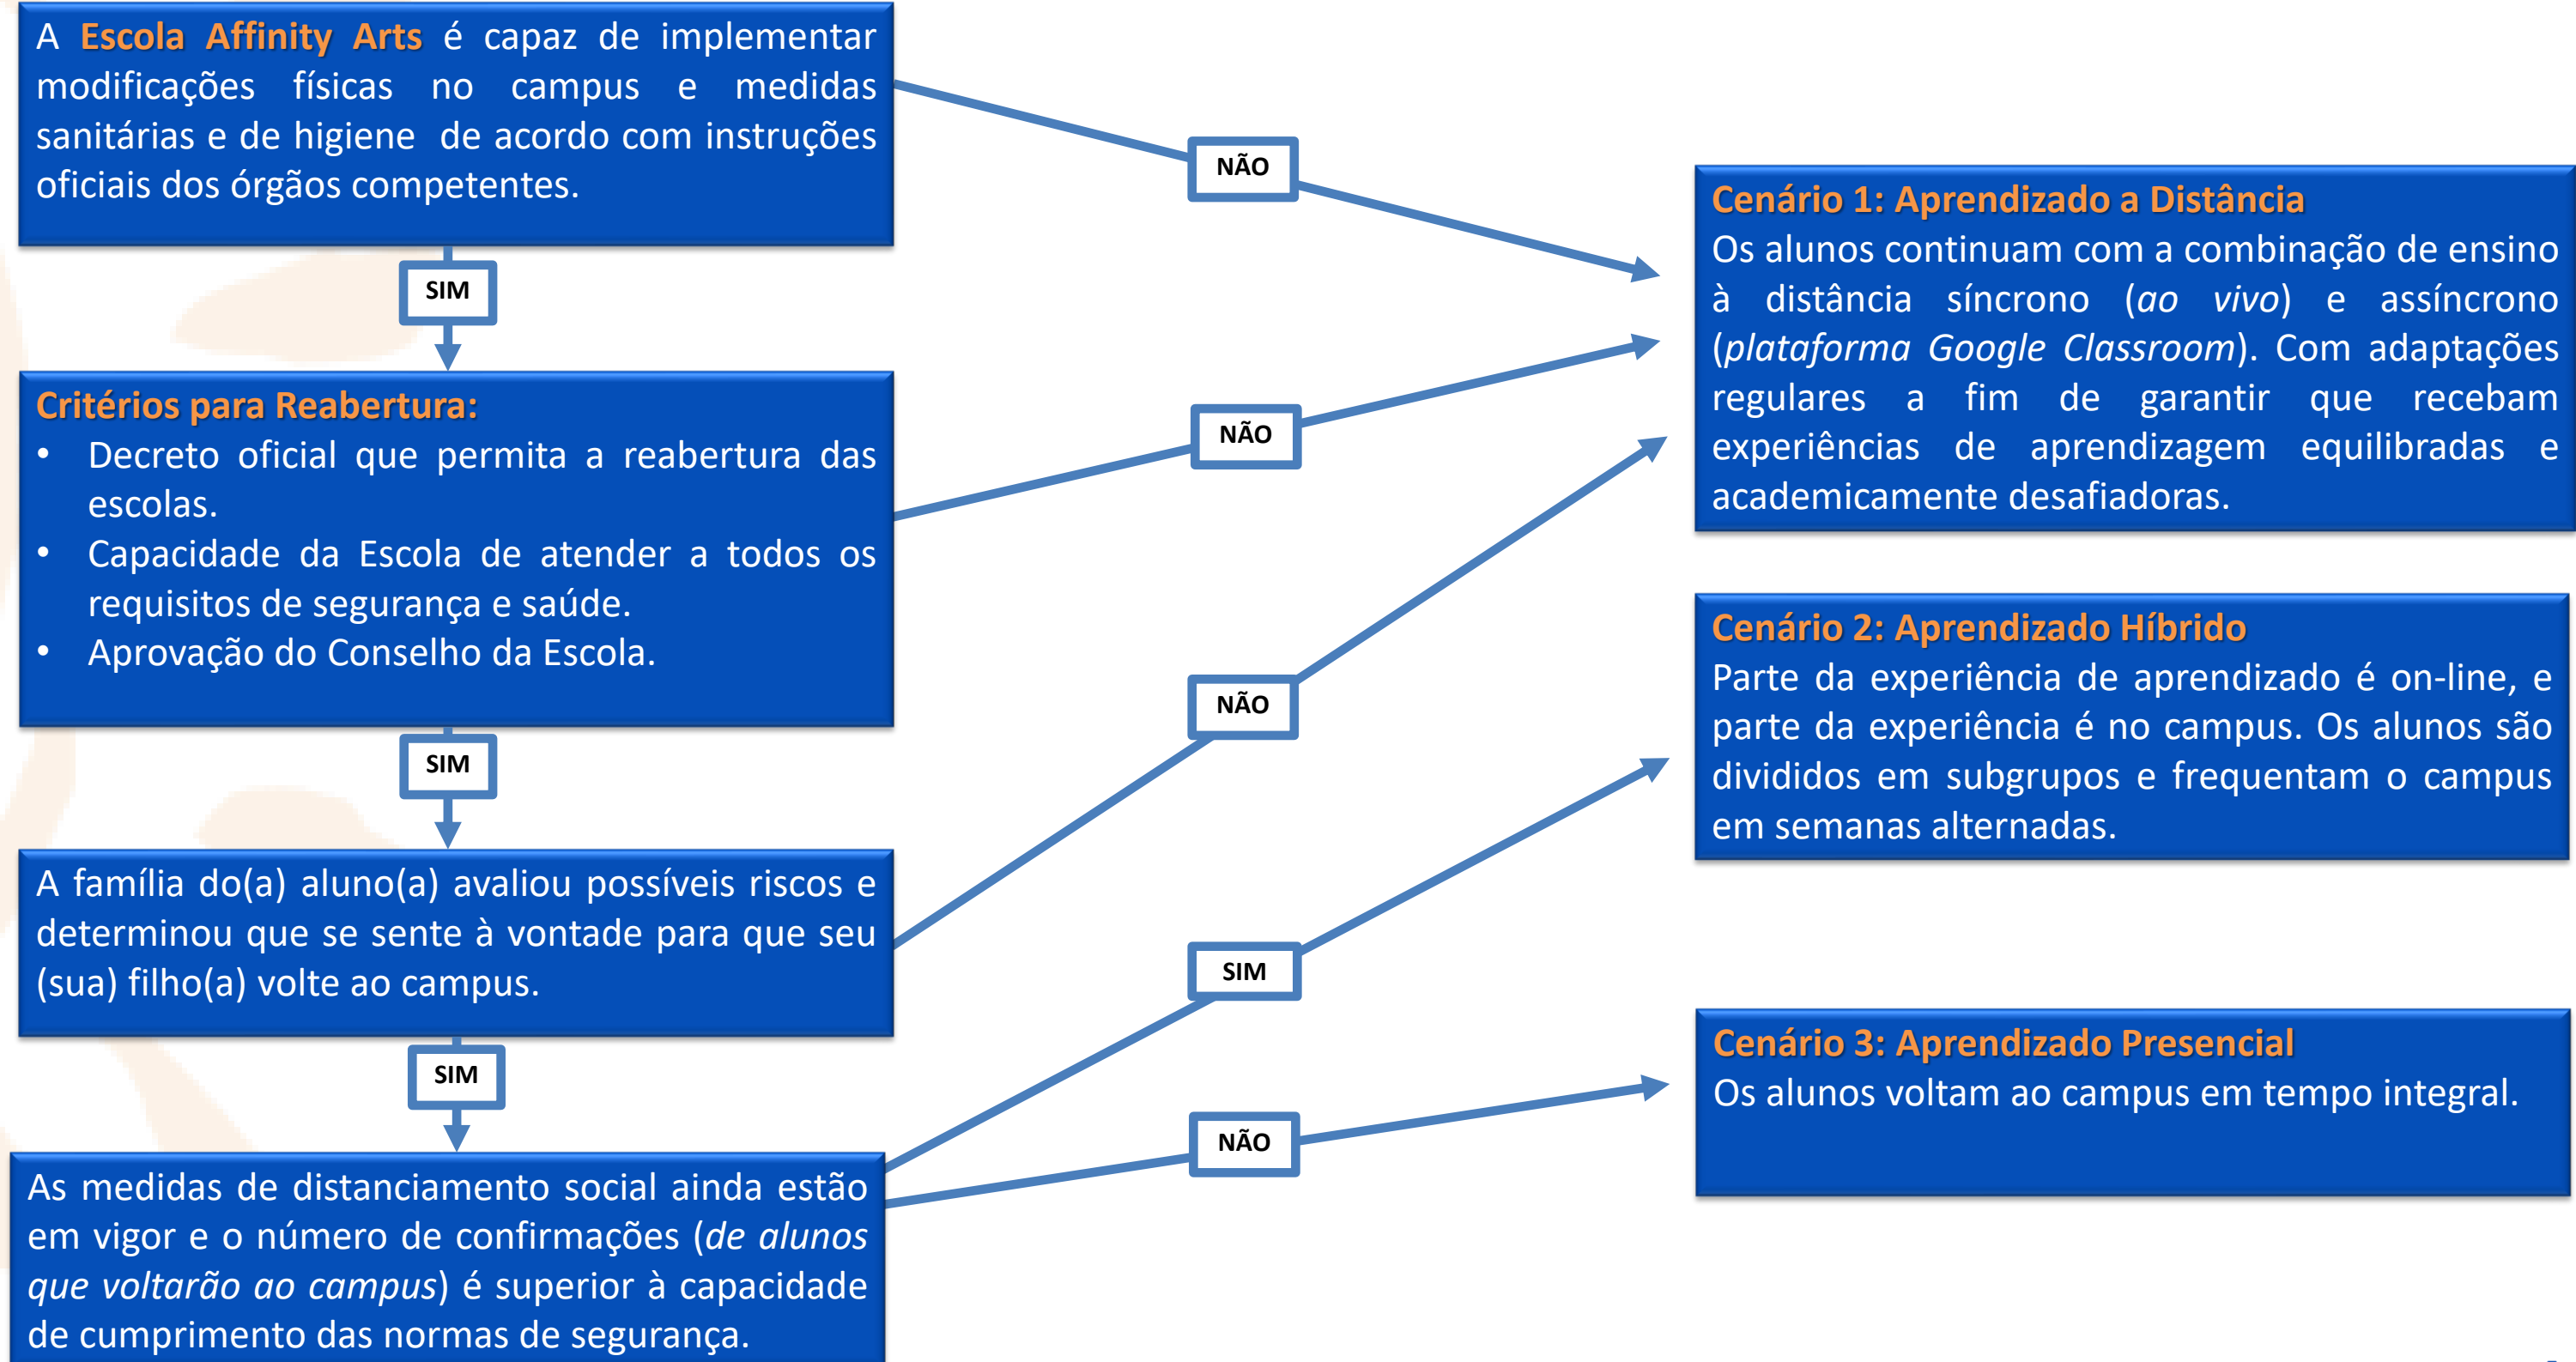 A Escola Affinity Arts é capaz de implementar
modificações físicas no campus e medidas
sanitárias e de higiene de acordo com instruções
oficiais dos órgãos competentes.
NÃO
SIM
Critérios para Reabertura:
• Decreto oficial que permita a reabertura das
escolas.
• Capacidade da Escola de atender a todos os
requisitos de segurança e saúde.
• Aprovação do Conselho da Escola.
NÃO
SIM
A família do(a) aluno(a) avaliou possíveis riscos e
determinou que se sente à vontade para que seu
(sua) filho(a) volte ao campus.
NÃO
SIM
As medidas de distanciamento social ainda estão
em vigor e o número de confirmações (de alunos
que voltarão ao campus) é superior à capacidade
de cumprimento das normas de segurança.
SIM
NÃO
Cenário 1: Aprendizado a Distância
Os alunos continuam com a combinação de ensino
à distância síncrono (ao vivo) e assíncrono
(plataforma Google Classroom). Com adaptações
regulares a fim de garantir que recebam
experiências de aprendizagem equilibradas e
academicamente desafiadoras.
Cenário 2: Aprendizado Híbrido
Parte da experiência de aprendizado é on-line, e
parte da experiência é no campus. Os alunos são
divididos em subgrupos e frequentam o campus
em semanas alternadas.
Cenário 3: Aprendizado Presencial
Os alunos voltam ao campus em tempo integral.